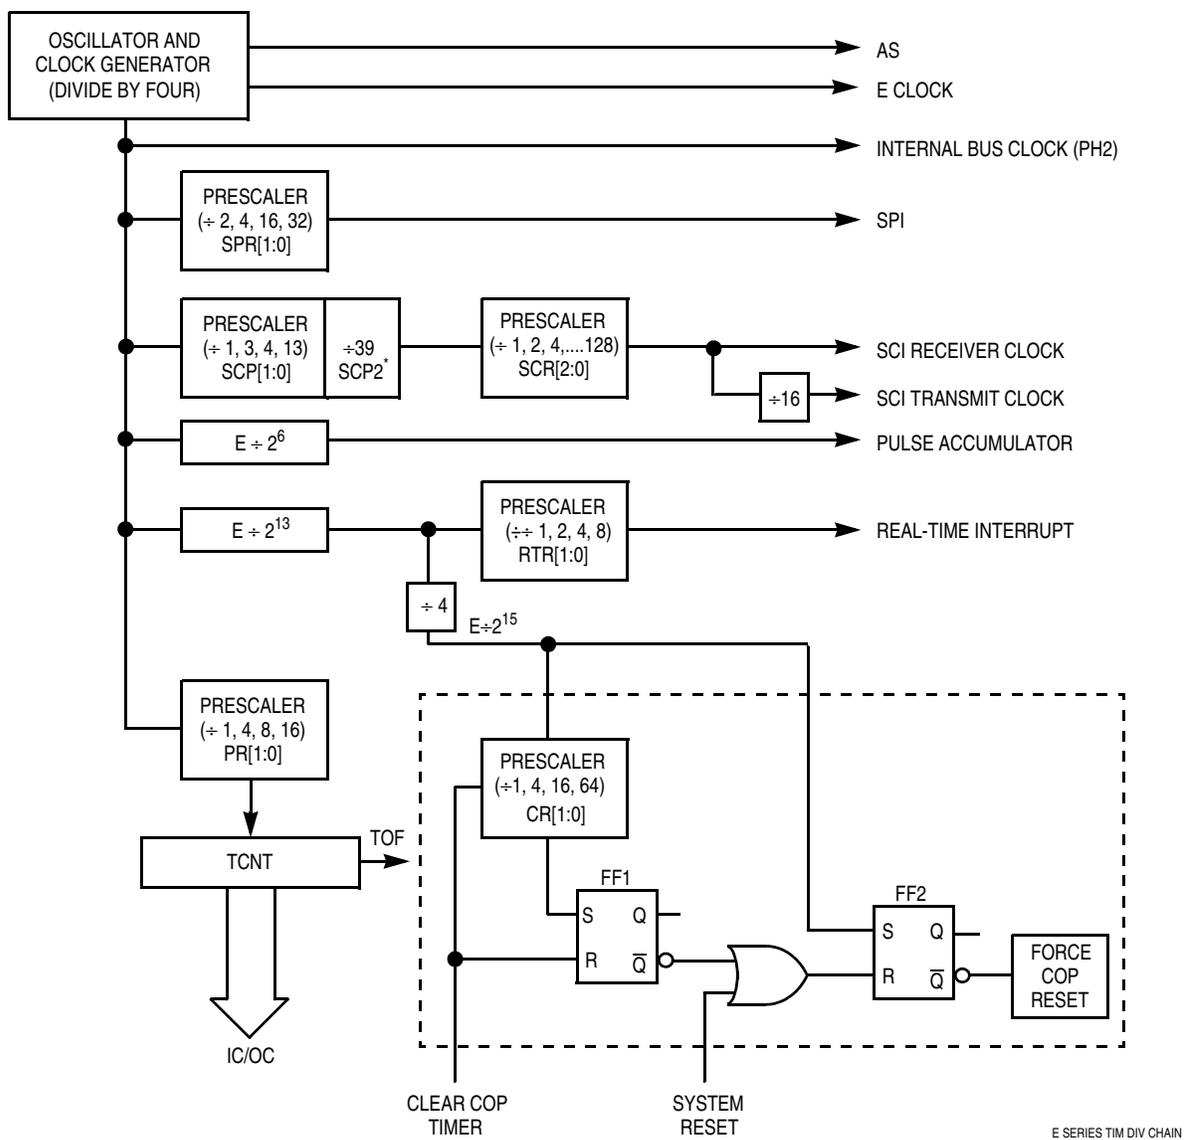 OSCILLATOR AND
CLOCK GENERATOR
(DIVIDE BY FOUR)
AS
E CLOCK
INTERNAL BUS CLOCK (PH2)
PRESCALER
(÷ 2, 4, 16, 32)
SPR[1:0]
SPI
PRESCALER
(÷ 1, 3, 4, 13)
SCP[1:0]
÷39
SCP2*
PRESCALER
(÷ 1, 2, 4,....128)
SCR[2:0]
SCI RECEIVER CLOCK
÷16
SCI TRANSMIT CLOCK
E ÷ 2⁶
PULSE ACCUMULATOR
E ÷ 2¹³
PRESCALER
(÷÷ 1, 2, 4, 8)
RTR[1:0]
REAL-TIME INTERRUPT
÷ 4
E÷2¹⁵
PRESCALER
(÷ 1, 4, 8, 16)
PR[1:0]
PRESCALER
(÷1, 4, 16, 64)
CR[1:0]
TOF
TCNT
FF1
S Q
R Q̅
FF2
S Q
R Q̅
FORCE
COP
RESET
IC/OC
CLEAR COP
TIMER
SYSTEM
RESET
E SERIES TIM DIV CHAIN